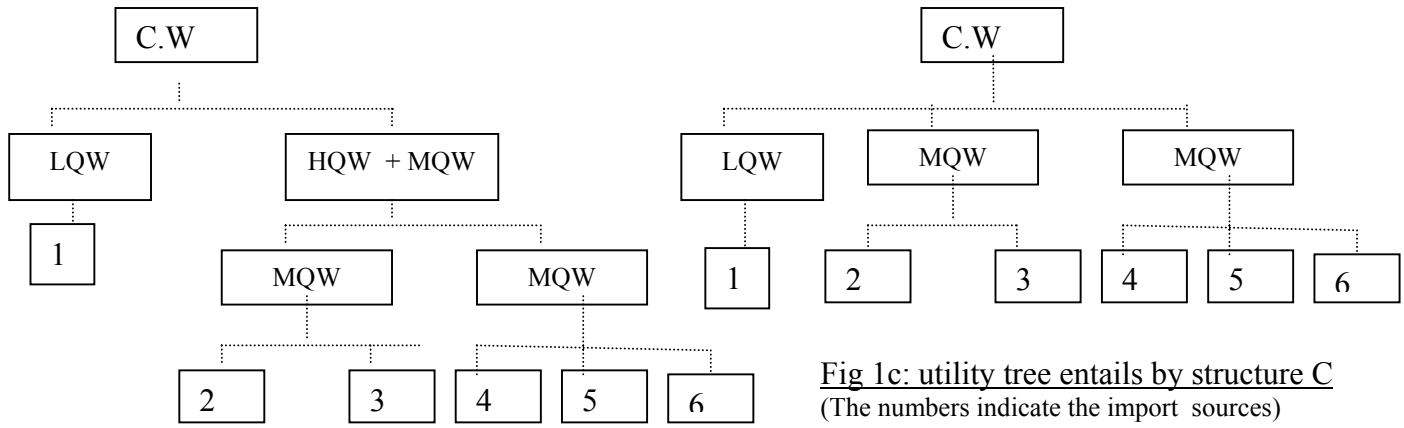 C.W
LQW
HQW + MQW
1
MQW
MQW
2
3
4
5
6
C.W
LQW
MQW
MQW
1
2
3
4
5
6
Fig 1c: utility tree entails by structure C
(The numbers indicate the import sources)